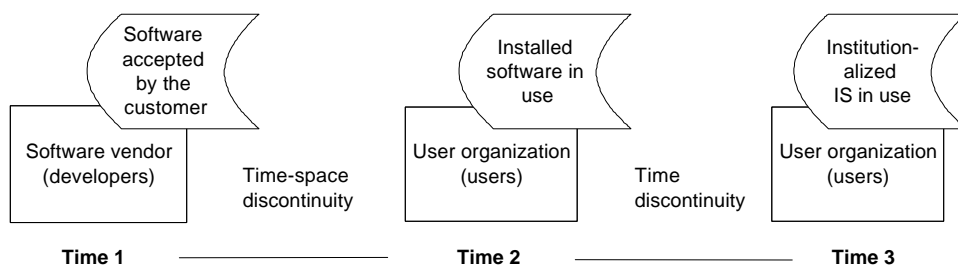 Software
accepted
by the
customer
Software vendor
(developers)
Time-space
discontinuity
Installed
software in
use
User organization
(users)
Time
discontinuity
Institution-
alized
IS in use
User organization
(users)
Time 1
Time 2
Time 3